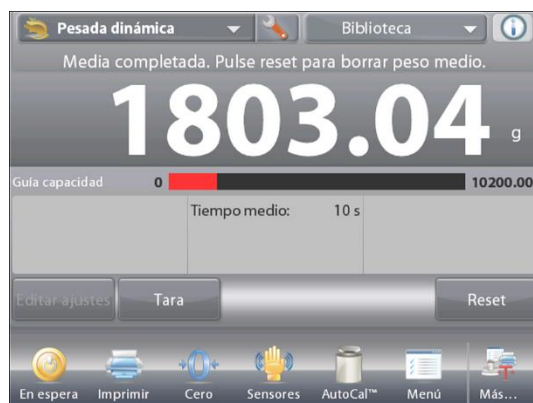 Pesada dinámica Biblioteca
Media completada. Pulse reset para borrar peso medio.
1803.04 g
Guía capacidad 0 10200.00
Tiempo medio: 10 s
Editar ajustes Tara Reset
En espera Imprimir Cero Sensores AutoCal™ Menú Más...